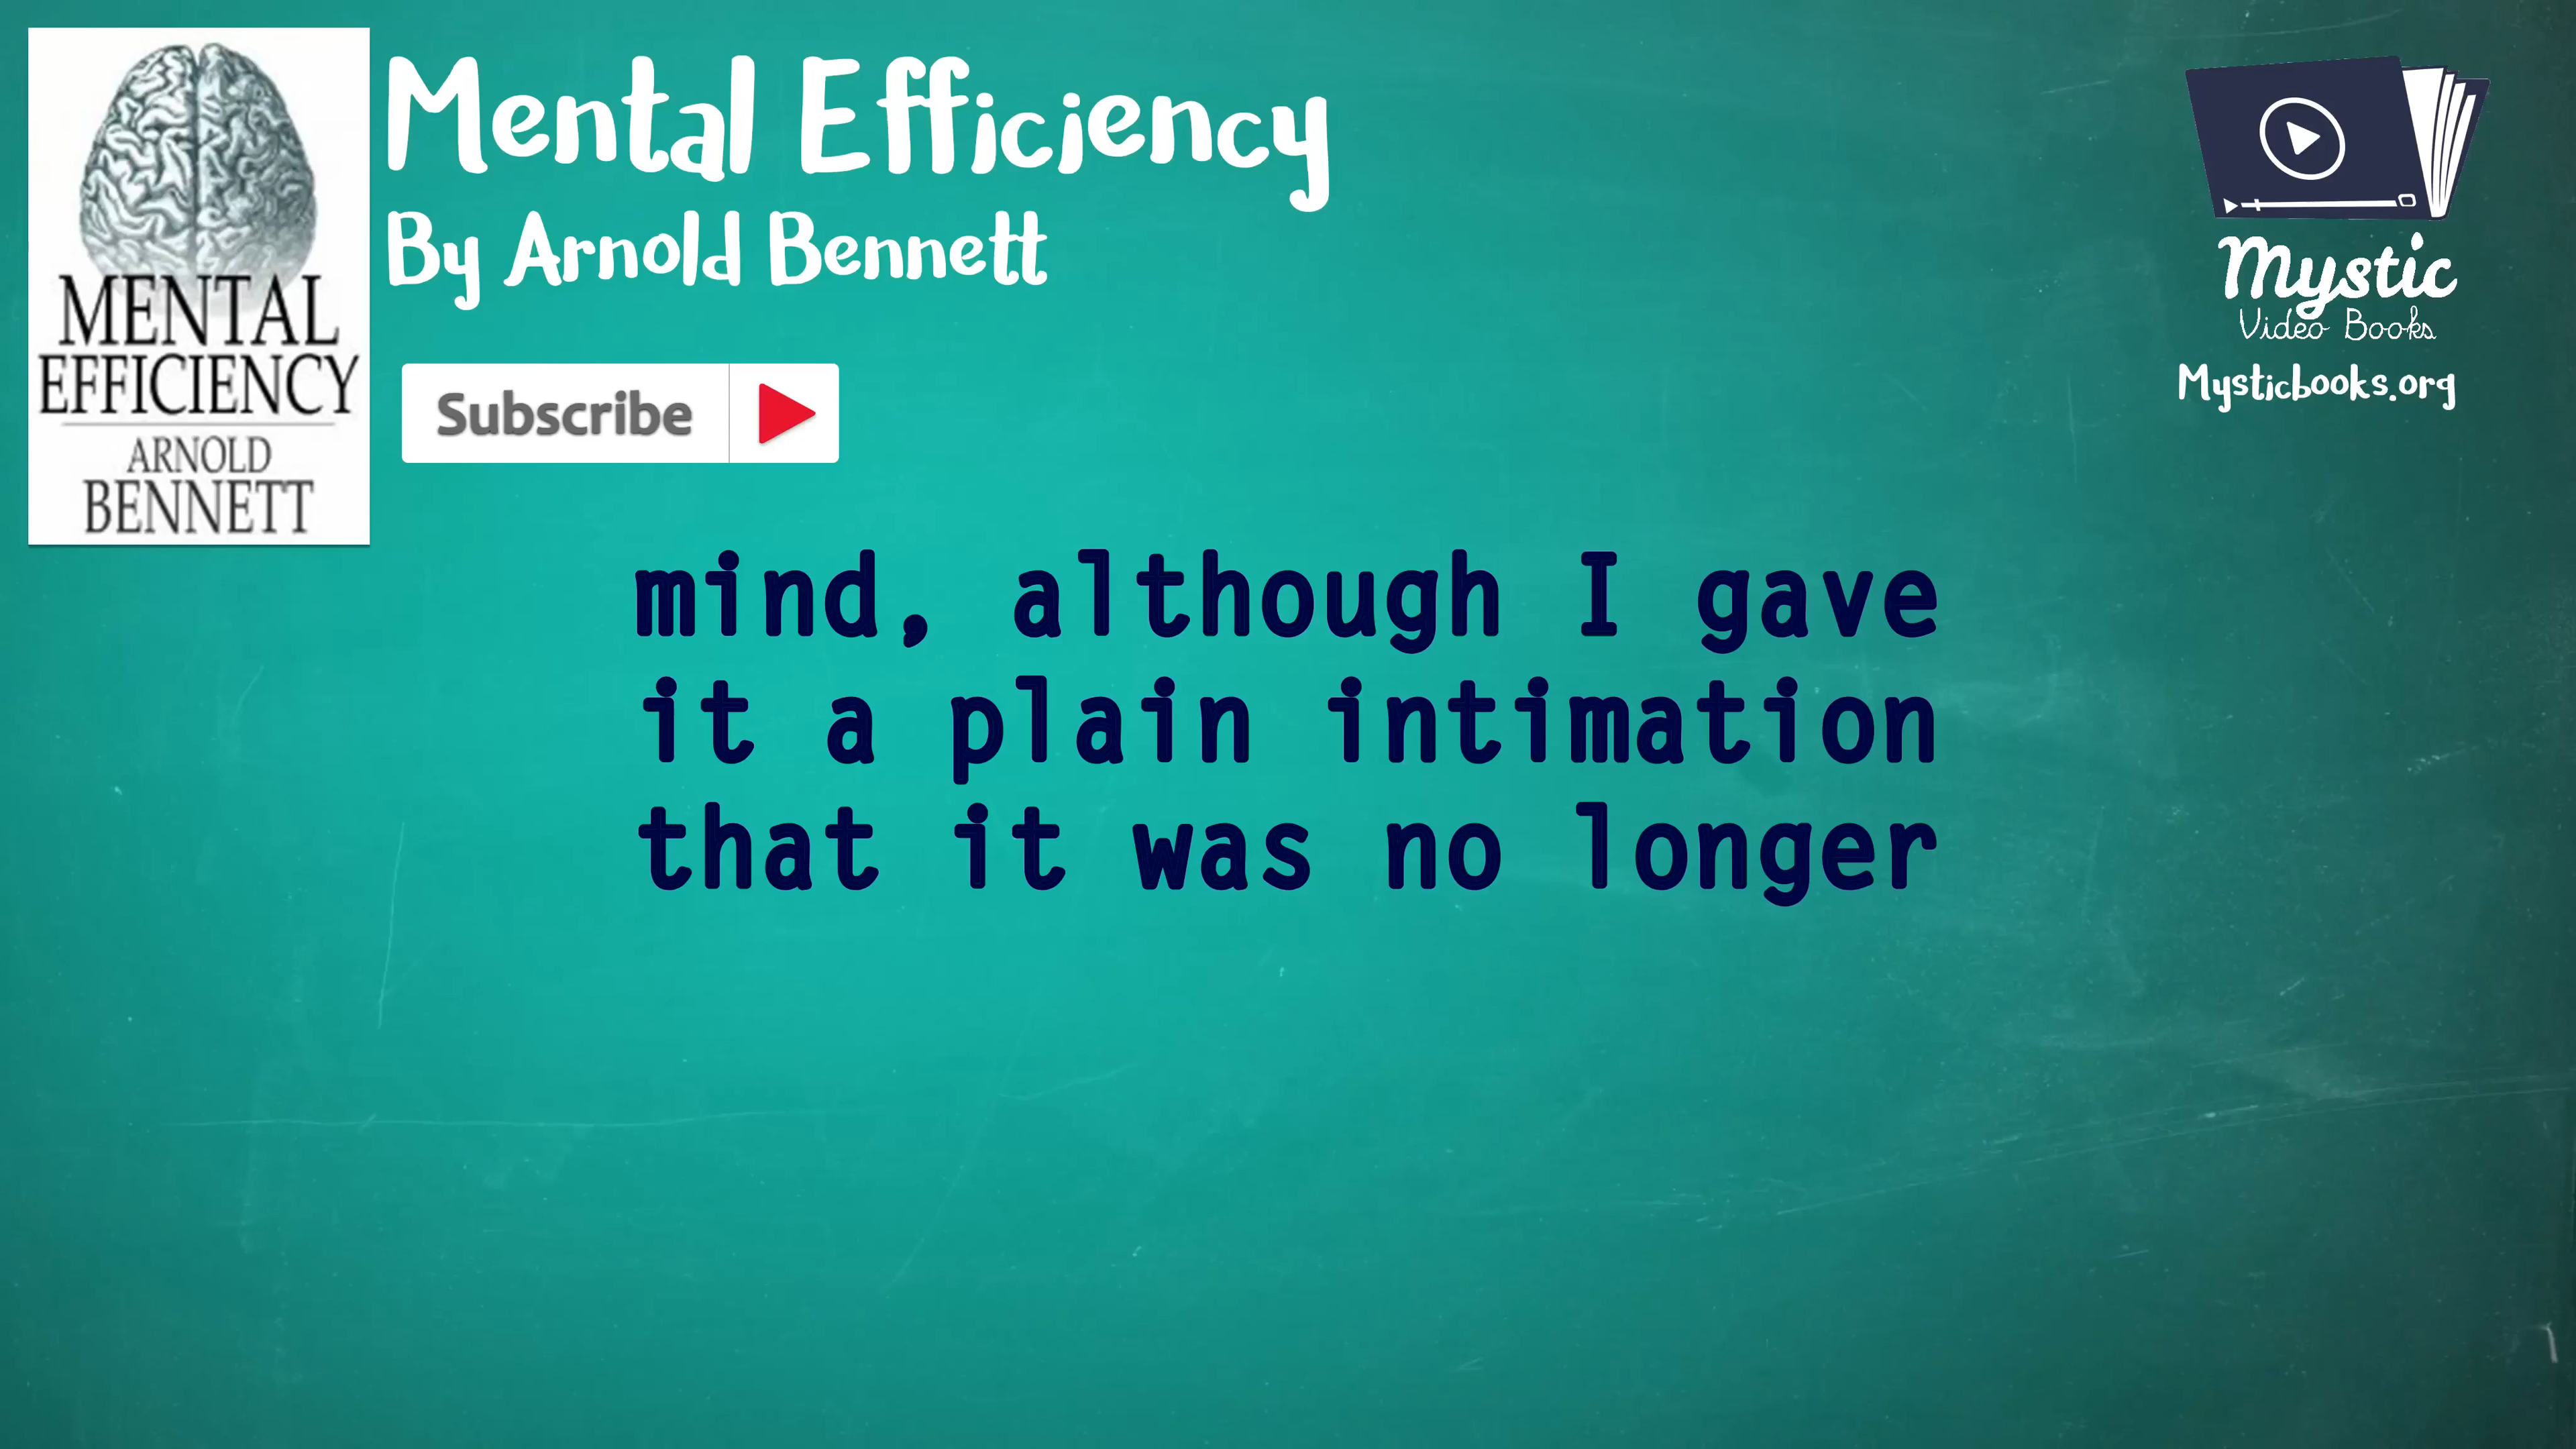 MENTAL
EFFICIENCY
ARNOLD
BENNETT
Mental Efficiency
By Arnold Bennett
Subscribe
Mystic
Video Books
Mysticbooks.org
mind, although I gave
it a plain intimation
that it was no longer